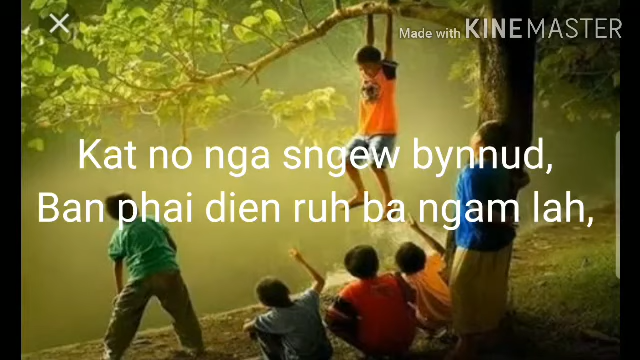 Made with KINEMASTER
Kat no nga sngew bynnud,
Ban phai dien ruh ba ngam lah,